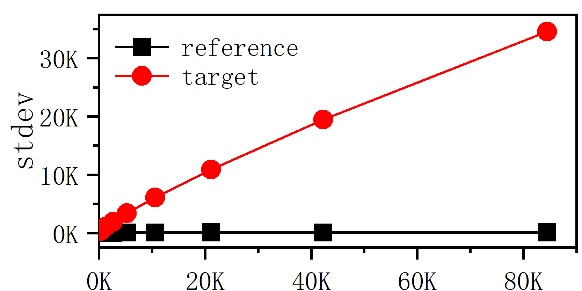 reference
target
stdev
30K
20K
10K
0K
0K 20K 40K 60K 80K